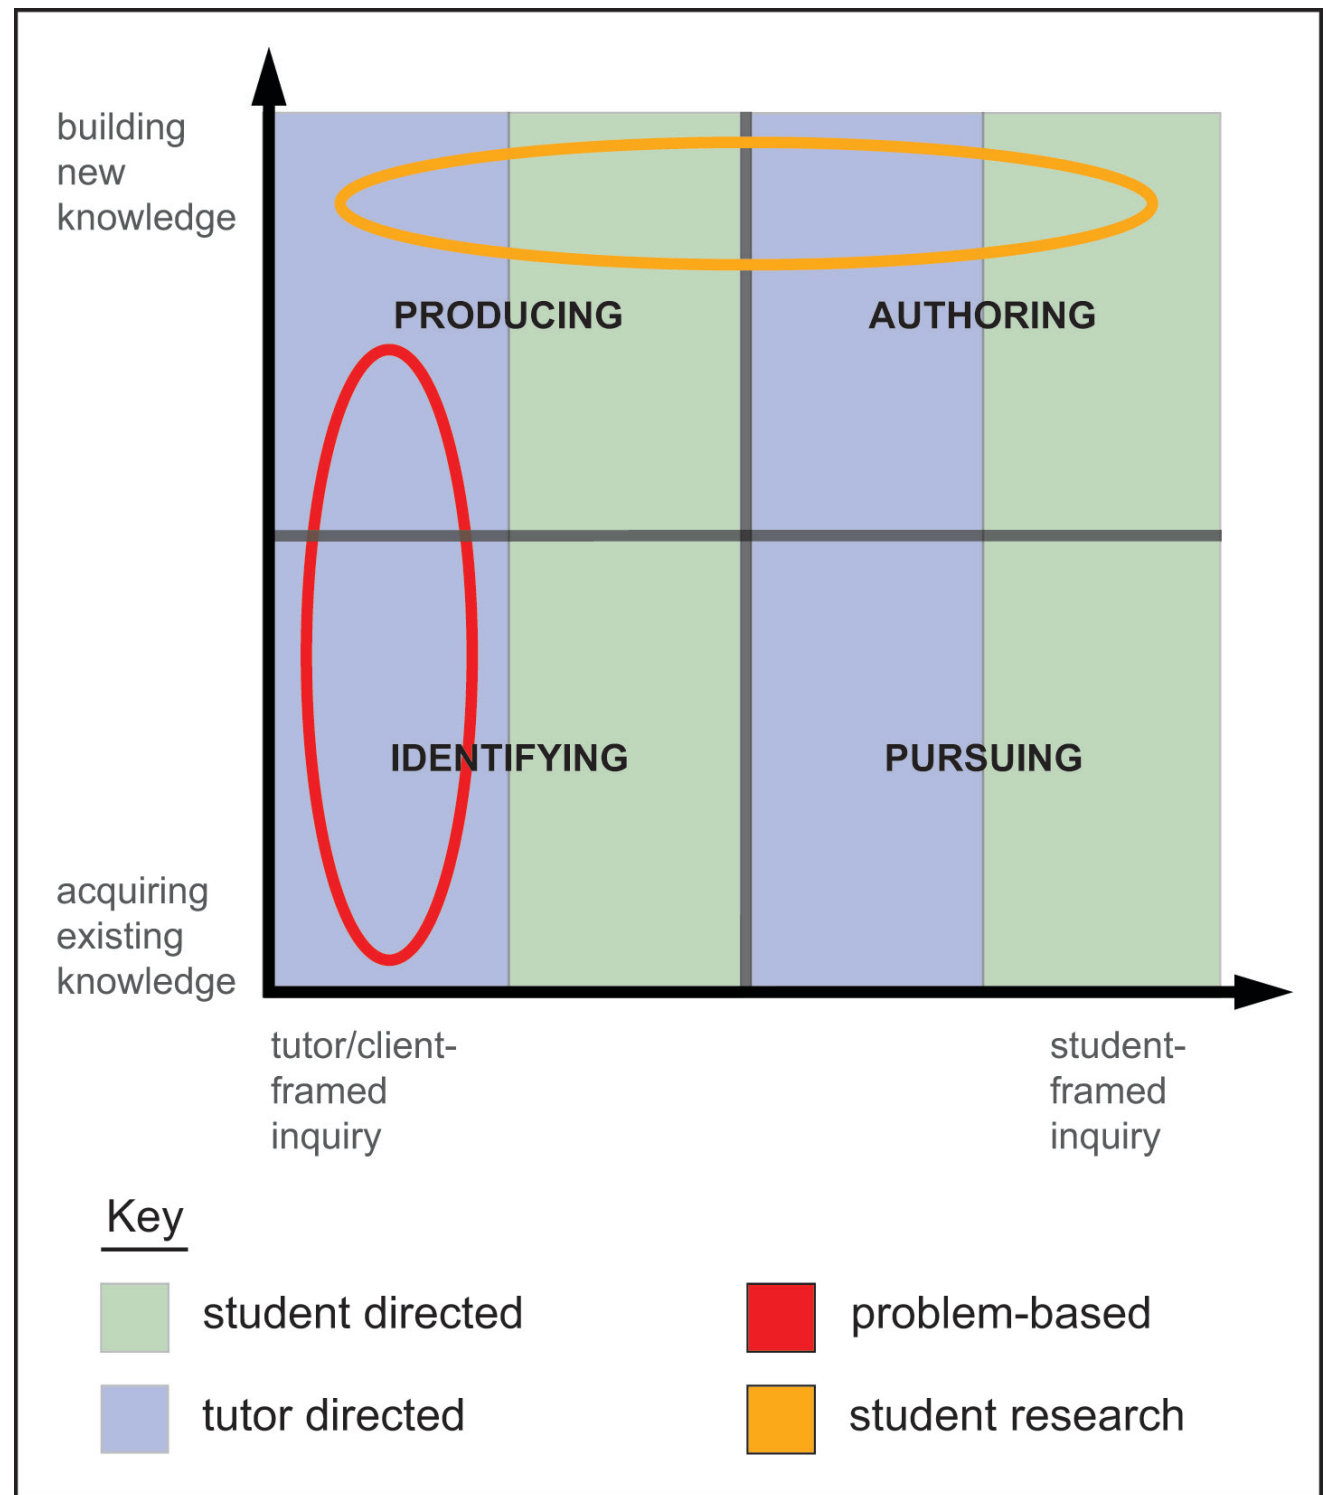 building
new
knowledge
PRODUCING
AUTHORING
IDENTIFYING
PURSUING
acquiring
existing
knowledge
tutor/client-
framed
inquiry
student-
framed
inquiry
Key
student directed
problem-based
tutor directed
student research